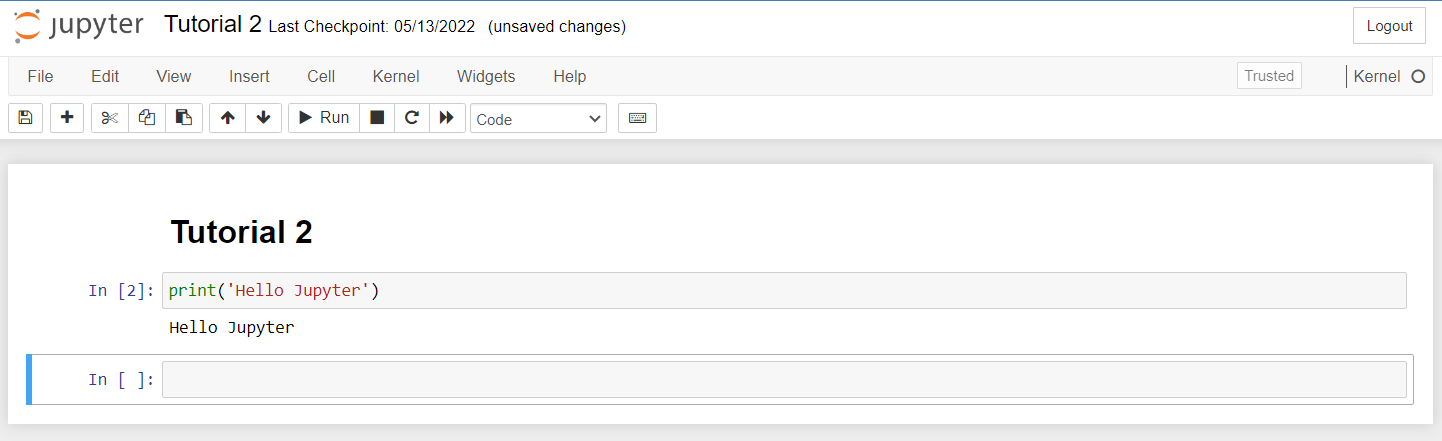 jupyter Tutorial 2 Last Checkpoint: 05/13/2022 (unsaved changes) Logout
File Edit View Insert Cell Kernel Widgets Help Trusted Kernel
Run Code
Tutorial 2
In [2]: print('Hello Jupyter')
Hello Jupyter
In [ ]: